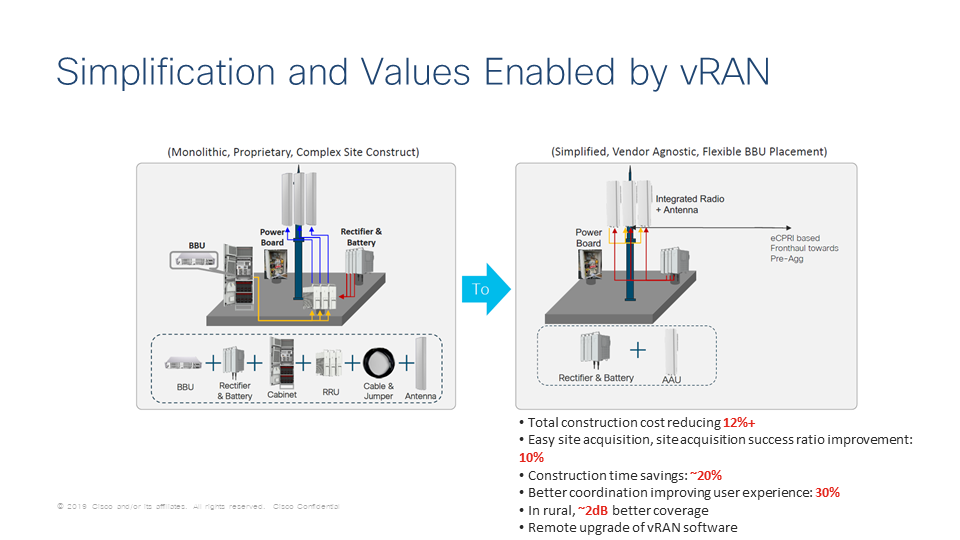 Simplification and Values Enabled by vRAN
(Monolithic, Proprietary, Complex Site Construct)
BBU
Power
Board
Rectifier &
Battery
BBU
Rectifier
& Battery
Cabinet
RRU
Cable &
Jumper
Antenna
To
(Simplified, Vendor Agnostic, Flexible BBU Placement)
Integrated Radio
+ Antenna
Power
Board
eCPRI based
Fronthaul towards
Pre-Agg
Rectifier & Battery
AAU
• Total construction cost reducing 12%+
• Easy site acquisition, site acquisition success ratio improvement:
10%
• Construction time savings: ~20%
• Better coordination improving user experience: 30%
• In rural, ~2dB better coverage
• Remote upgrade of vRAN software
© 2019 Cisco and/or its affiliates. All rights reserved. Cisco Confidential